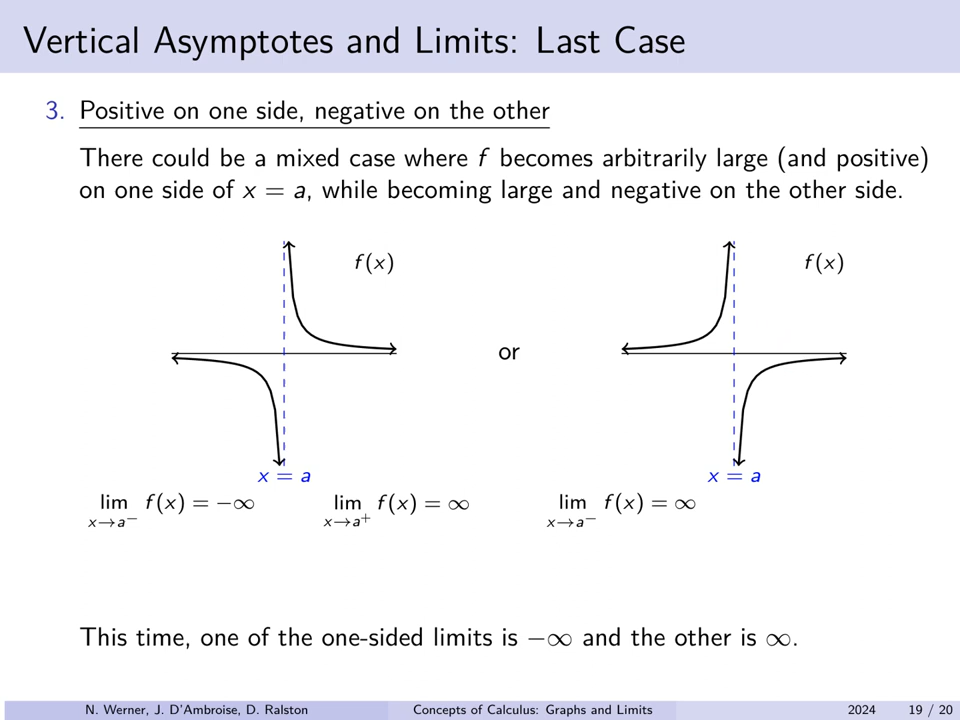 Vertical Asymptotes and Limits: Last Case
3. Positive on one side, negative on the other
There could be a mixed case where f becomes arbitrarily large (and positive)
on one side of x = a, while becoming large and negative on the other side.
f(x)
f(x)
or
x = a
x = a
lim x→a⁻ f(x) = −∞ lim x→a⁺ f(x) = ∞ lim x→a⁻ f(x) = ∞
This time, one of the one-sided limits is −∞ and the other is ∞.
N. Werner, J. D'Ambroise, D. Ralston Concepts of Calculus: Graphs and Limits 2024 19 / 20